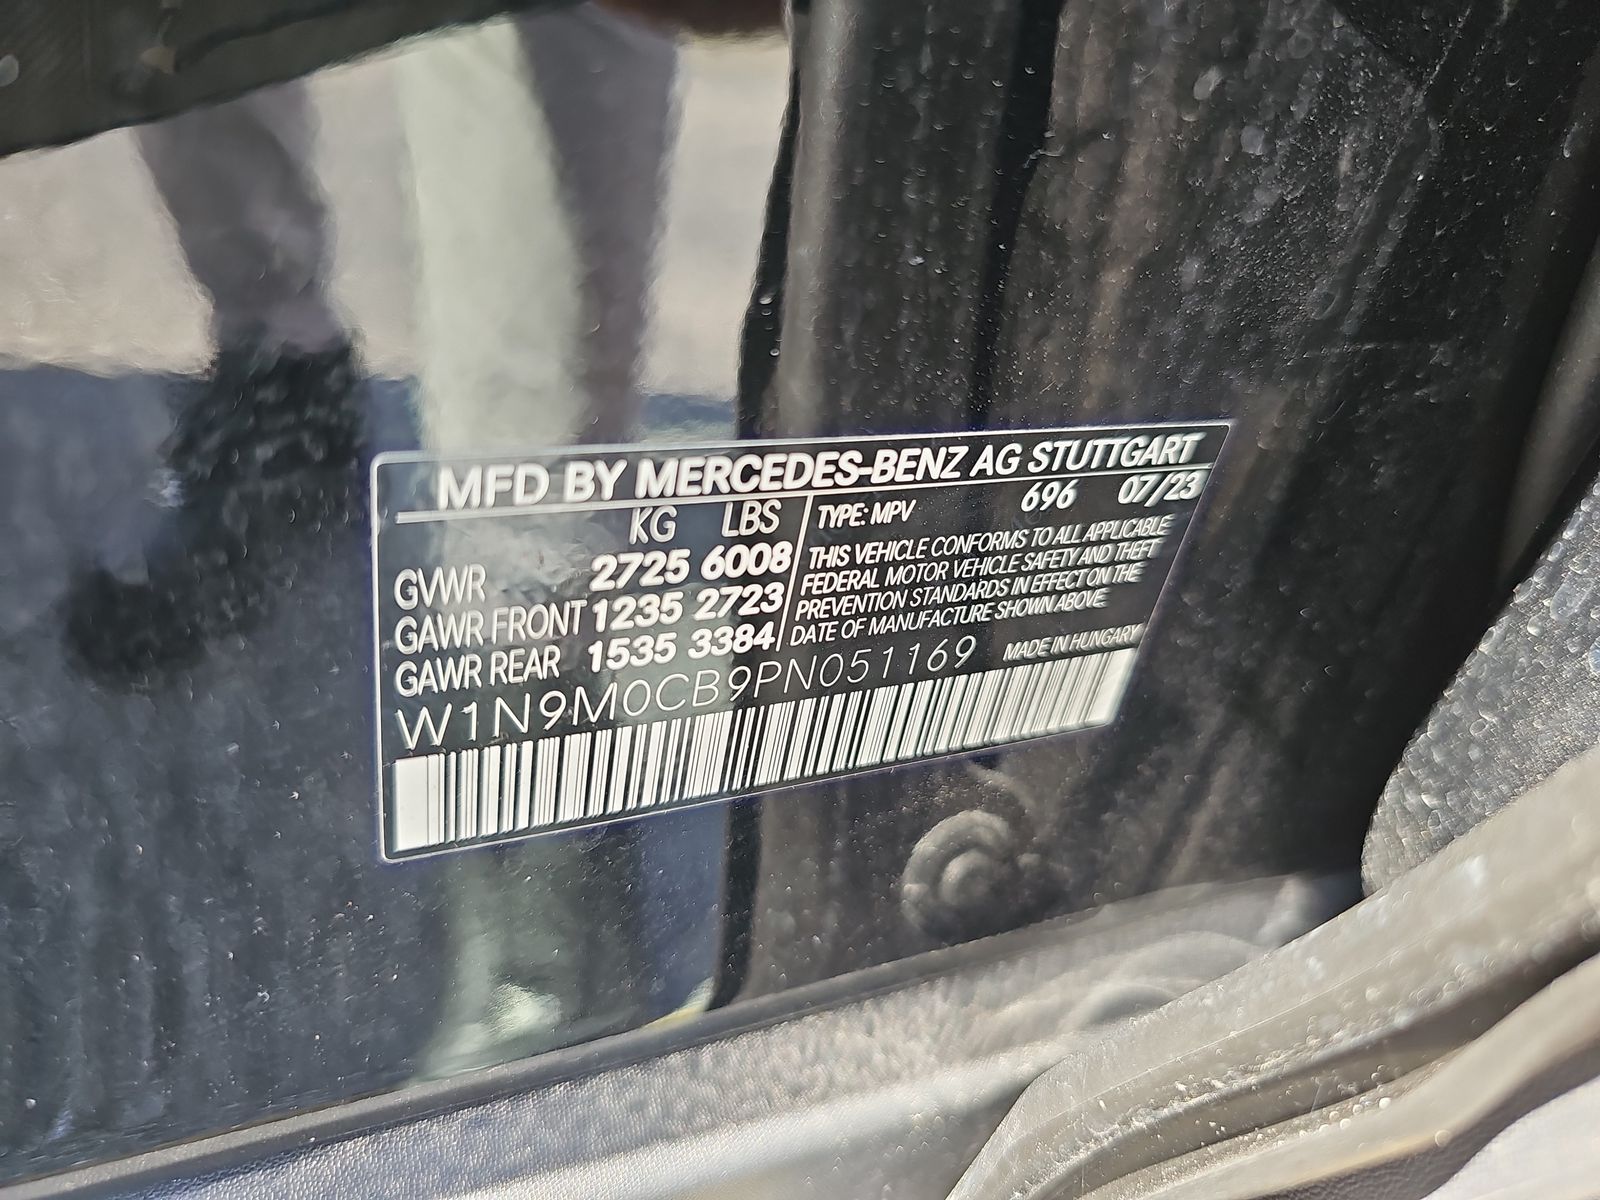 MFD BY MERCEDES-BENZ AG STUTTGART
KG LBS
GVWR 2725 6008
GAWR FRONT 1235 2723
GAWR REAR 1535 3384
TYPE: MPV 696 07/23
THIS VEHICLE CONFORMS TO ALL APPLICABLE
FEDERAL MOTOR VEHICLE SAFETY AND THEFT
PREVENTION STANDARDS IN EFFECT ON THE
DATE OF MANUFACTURE SHOWN ABOVE.
W1N9M0CB9PN051169 MADE IN HUNGARY